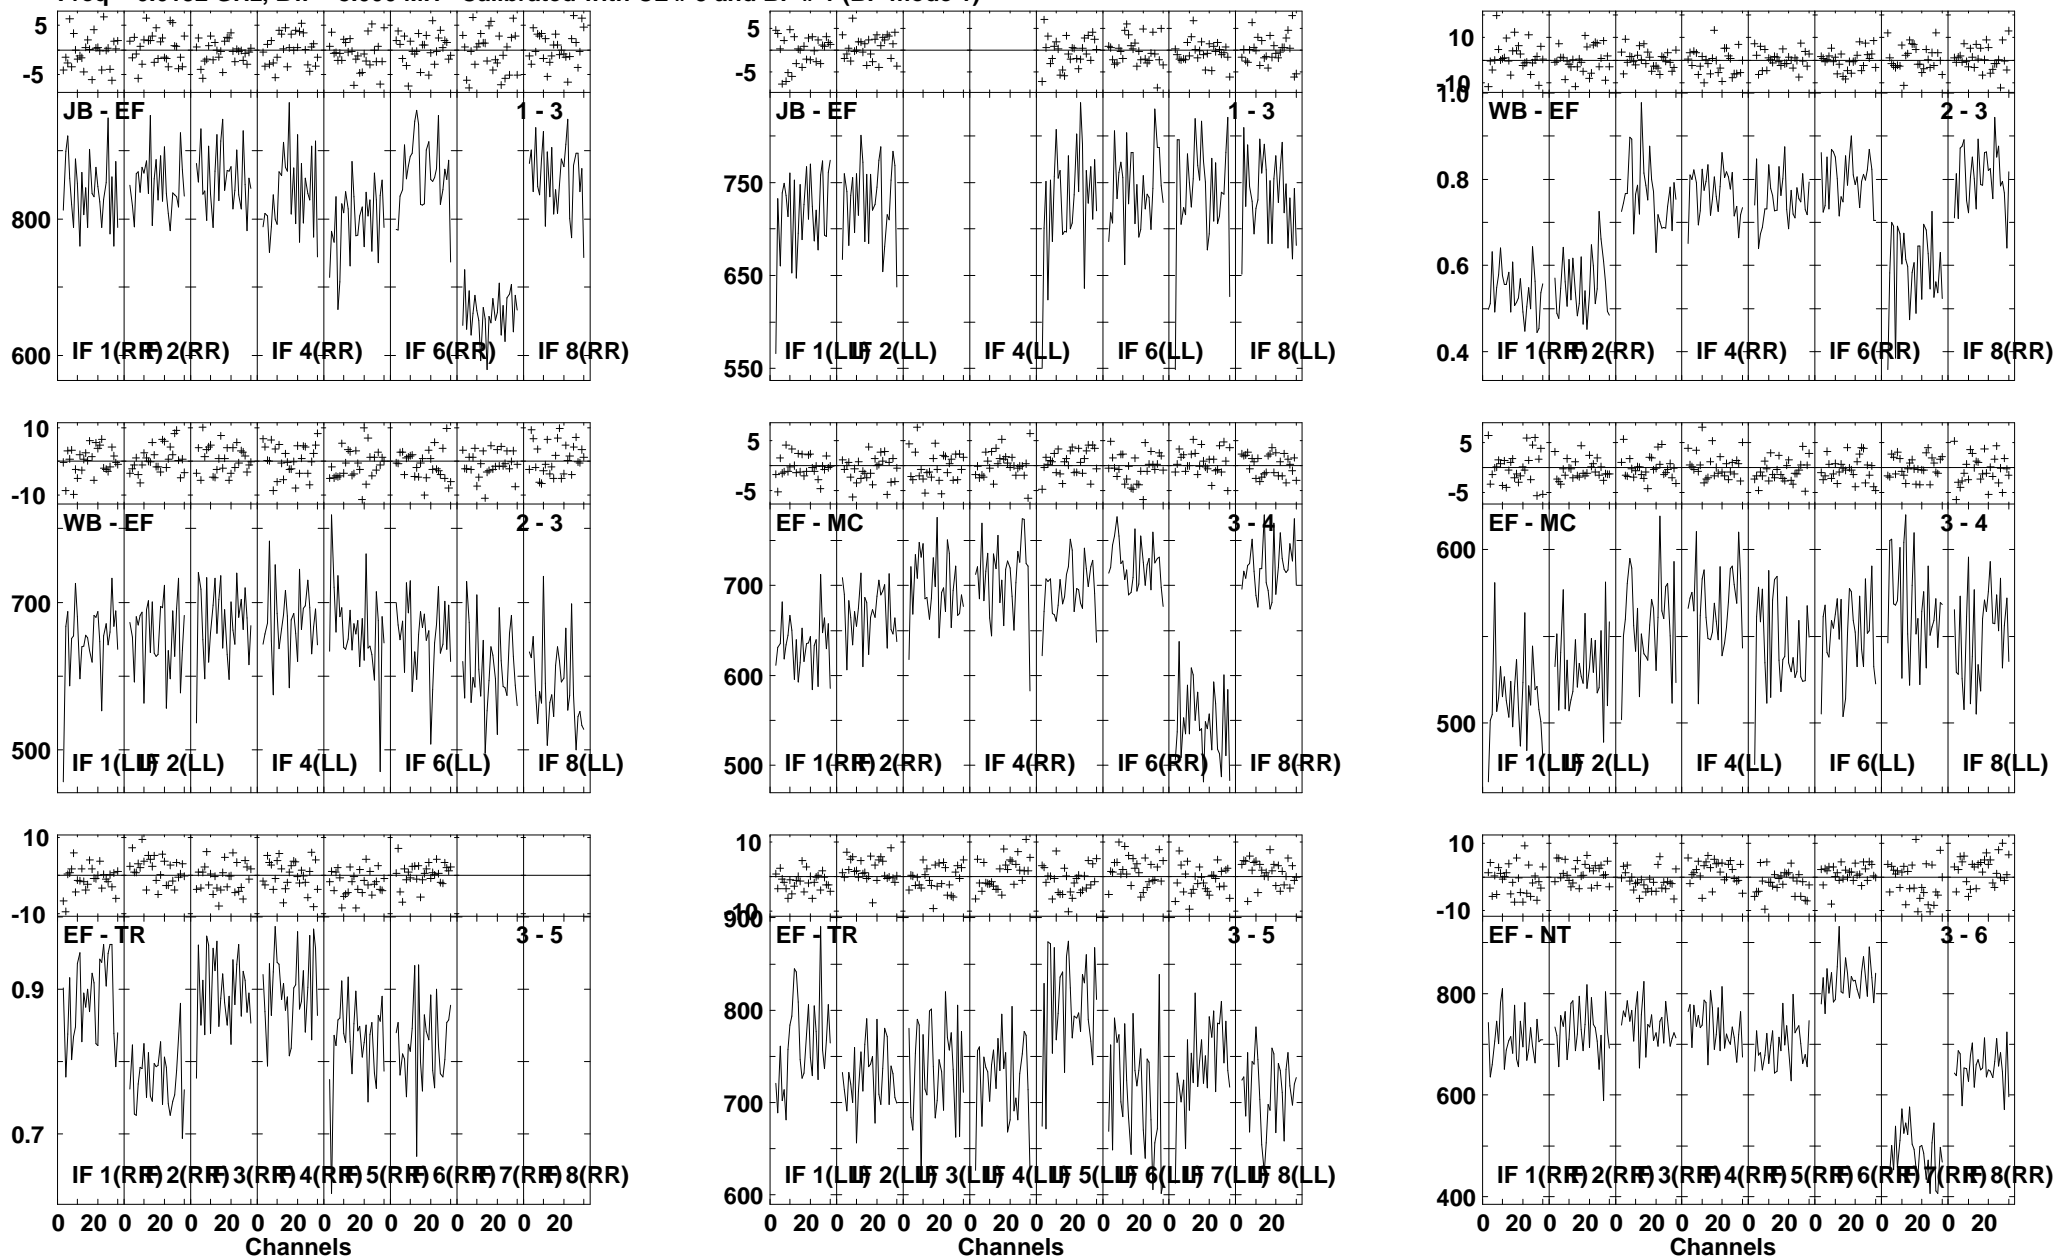 5
-5
JB - EF
1 - 3
800
600
IF 1(RR)
IF 2(RR)
IF 4(RR)
IF 6(RR)
IF 8(RR)
5
-5
JB - EF
1 - 3
750
650
550
IF 1(LL)
IF 2(LL)
IF 4(LL)
IF 6(LL)
IF 8(LL)
10
-10
1.0
WB - EF
2 - 3
0.8
0.6
0.4
IF 1(RR)
IF 2(RR)
IF 4(RR)
IF 6(RR)
IF 8(RR)
10
-10
WB - EF
2 - 3
700
500
IF 1(LL)
IF 2(LL)
IF 4(LL)
IF 6(LL)
IF 8(LL)
5
-5
EF - MC
3 - 4
700
600
500
IF 1(RR)
IF 2(RR)
IF 4(RR)
IF 6(RR)
IF 8(RR)
5
-5
EF - MC
3 - 4
600
500
IF 1(LL)
IF 2(LL)
IF 4(LL)
IF 6(LL)
IF 8(LL)
10
-10
EF - TR
3 - 5
0.9
0.7
IF 1(RR)
IF 2(RR)
IF 3(RR)
IF 4(RR)
IF 5(RR)
IF 6(RR)
IF 7(RR)
IF 8(RR)
0 20 0 20 0 20 0 20 0 20 0 20 0 20 0 20
Channels
10
-10
900
EF - TR
3 - 5
800
700
600
IF 1(LL)
IF 2(LL)
IF 3(LL)
IF 4(LL)
IF 5(LL)
IF 6(LL)
IF 7(LL)
IF 8(LL)
0 20 0 20 0 20 0 20 0 20 0 20 0 20 0 20
Channels
10
-10
EF - NT
3 - 6
800
600
400
IF 1(RR)
IF 2(RR)
IF 3(RR)
IF 4(RR)
IF 5(RR)
IF 6(RR)
IF 7(RR)
IF 8(RR)
0 20 0 20 0 20 0 20 0 20 0 20 0 20 0 20
Channels